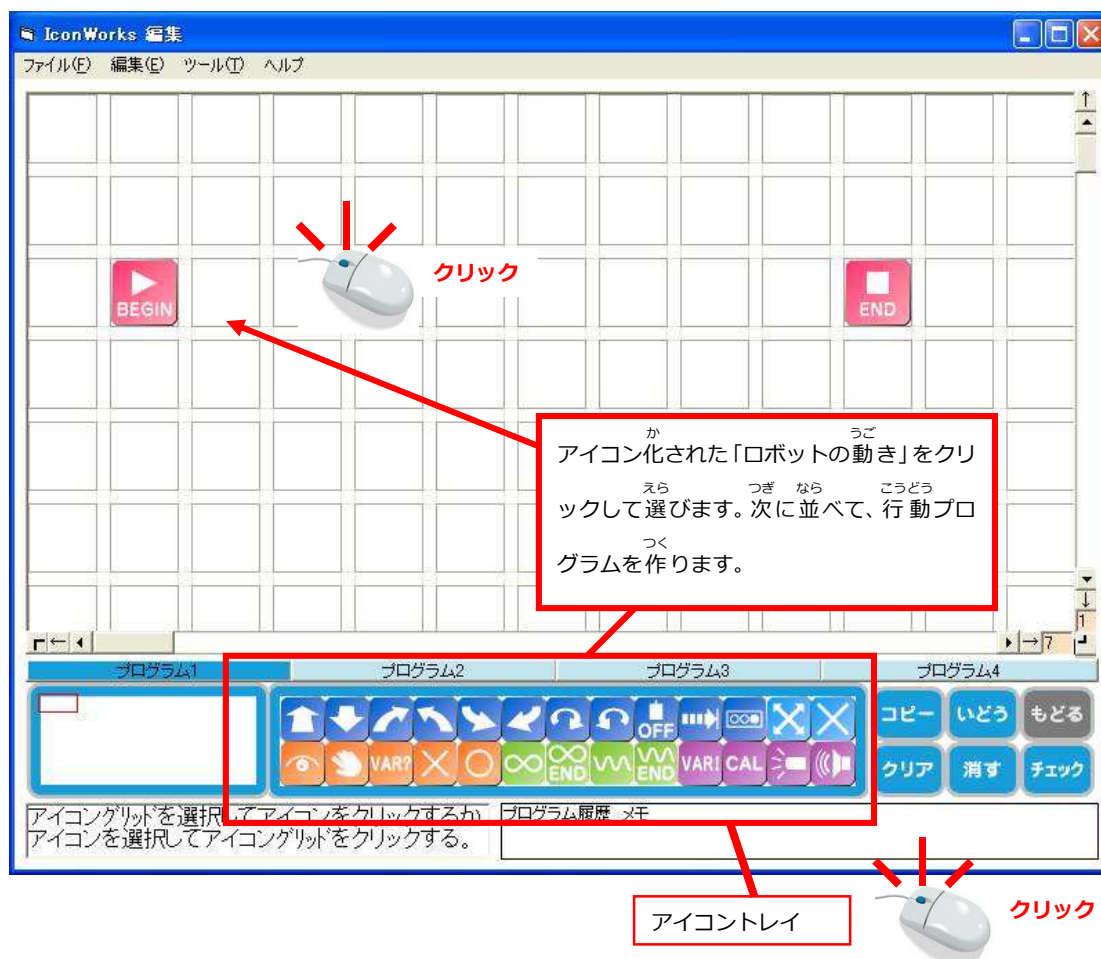 IconWorks 編集
ファイル(F) 編集(E) ツール(T) ヘルプ
クリック
BEGIN
END
アイコン化された「ロボットの動き」をクリ
か うご
ックして選びます。次に並べて、行動プロ
えら つぎ なら こうどう
グラムを作ります。
つく
1
7
プログラム1 プログラム2 プログラム3 プログラム4
OFF
コピー いどう もどる
VAR? END END VAR! CAL
クリア 消す チェック
アイコングリッドを選択してアイコンをクリックするか、
アイコンを選択してアイコングリッドをクリックする。
プログラム履歴 メモ
アイコントレイ
クリック